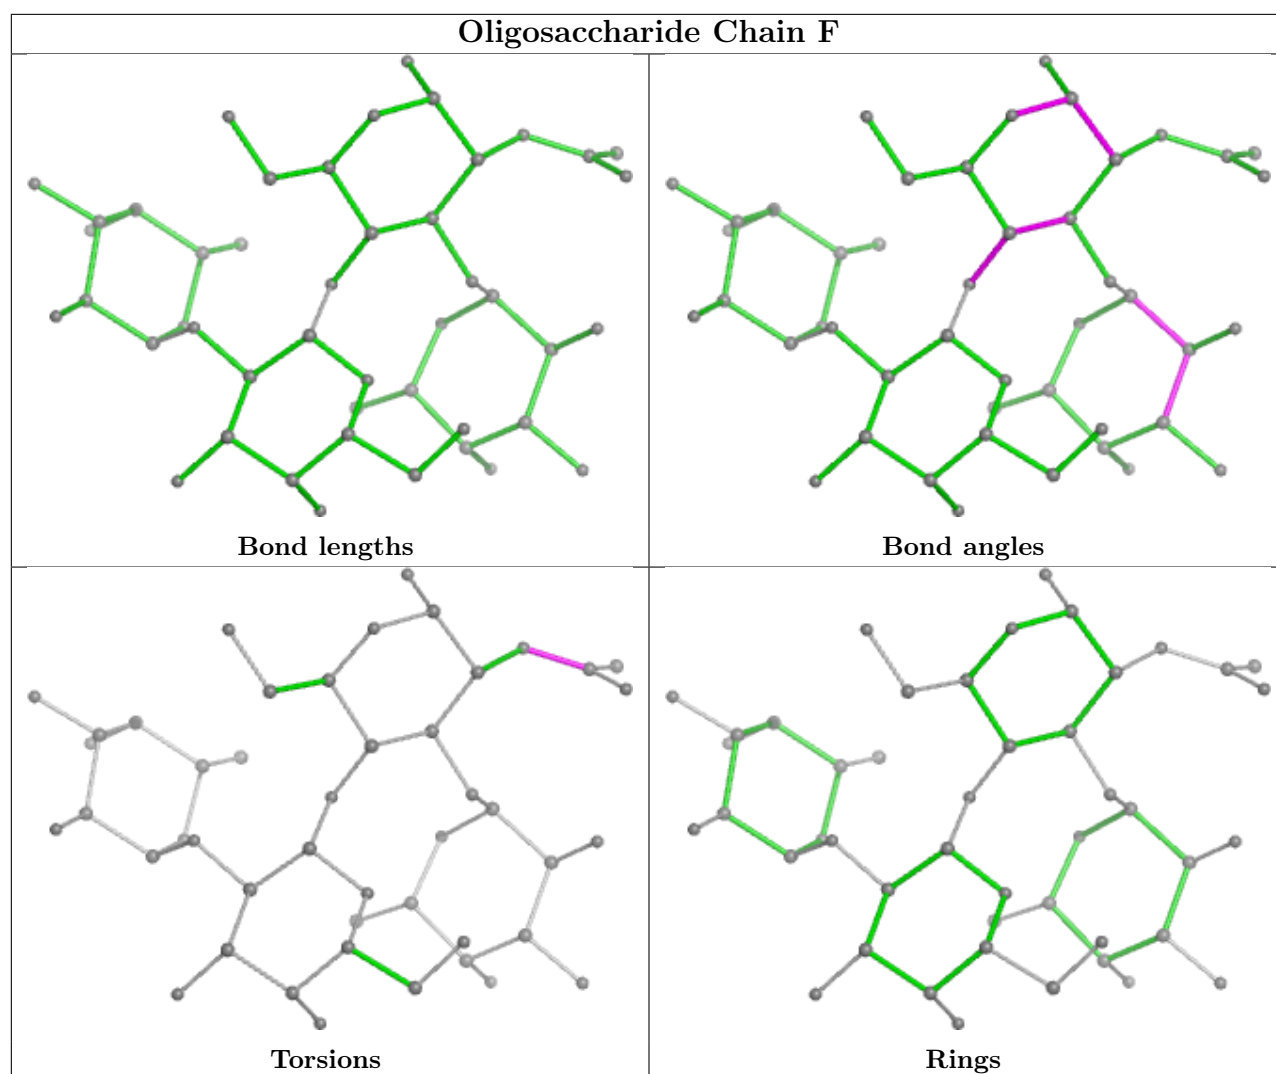 Oligosaccharide Chain F
Bond lengths
Bond angles
Torsions
Rings